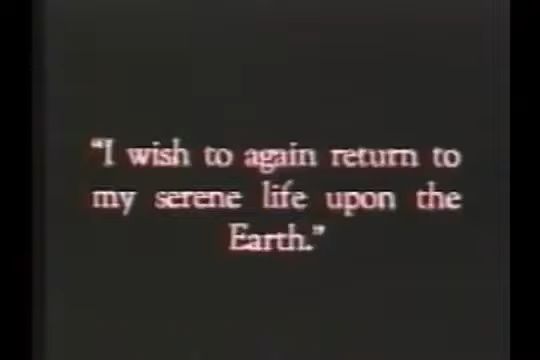 “I wish to again return to
my serene life upon the
Earth.”